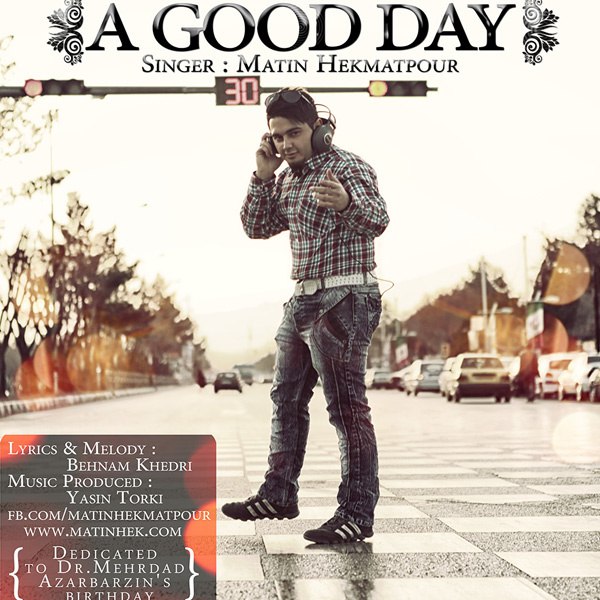 A GOOD DAY
Singer : Matin Hekmatpour
30
Lyrics & Melody :
Behnam Khedri
Music Produced :
Yasin Torki
fb.com/matinhekmatpour
www.matinhek.com
{ Dedicated
to Dr.Mehrdad
Azarbarzin's
birthday }